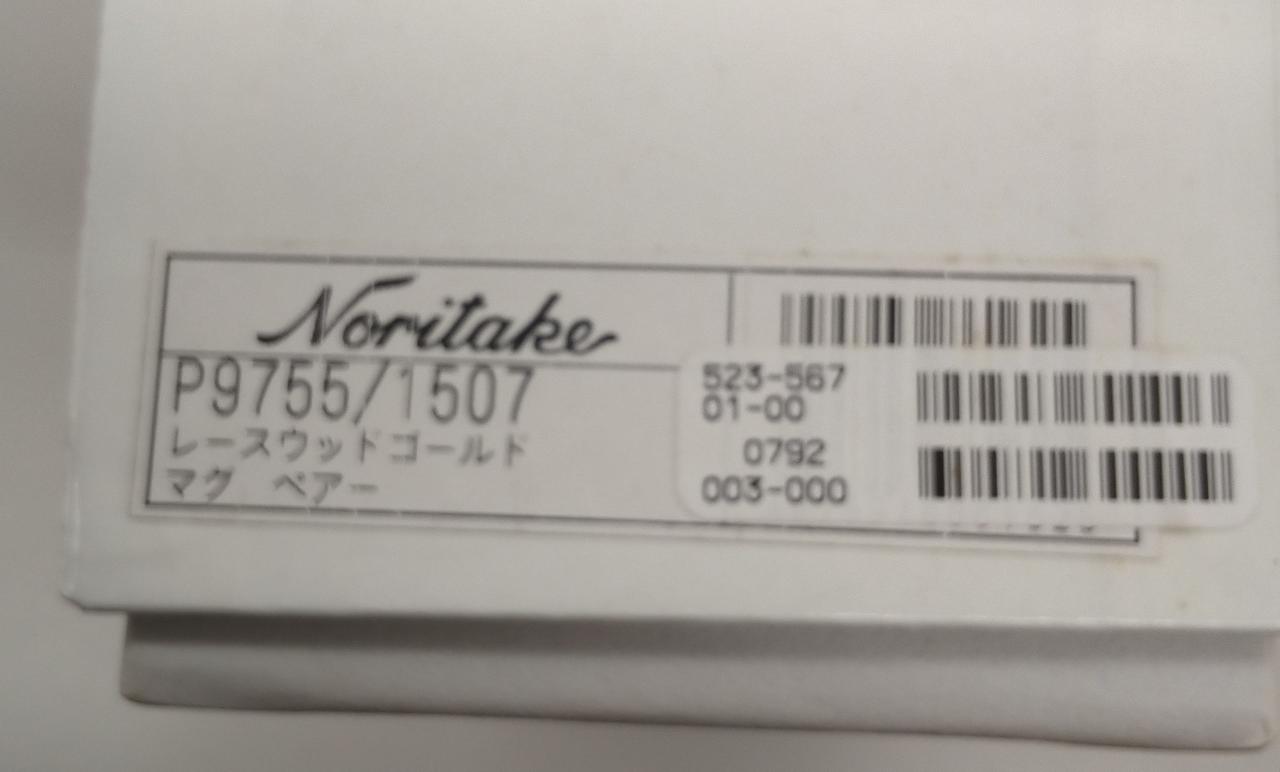 Noritake
P9755/1507
レースウッドゴールド
マグ ペアー
523-567
01-00
0792
003-000